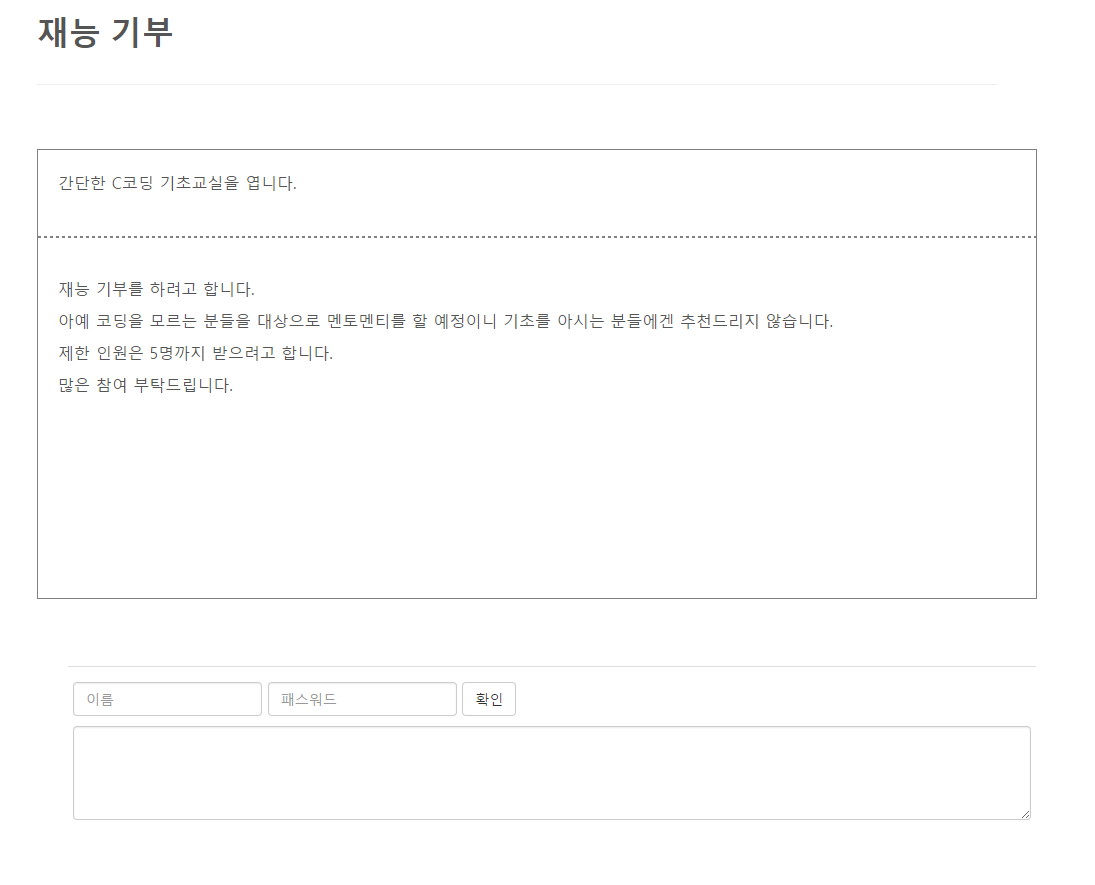 재능 기부
간단한 C코딩 기초교실을 엽니다.
재능 기부를 하려고 합니다.
아예 코딩을 모르는 분들을 대상으로 멘토멘티를 할 예정이니 기초를 아시는 분들에겐 추천드리지 않습니다.
제한 인원은 5명까지 받으려고 합니다.
많은 참여 부탁드립니다.
이름 패스워드 확인